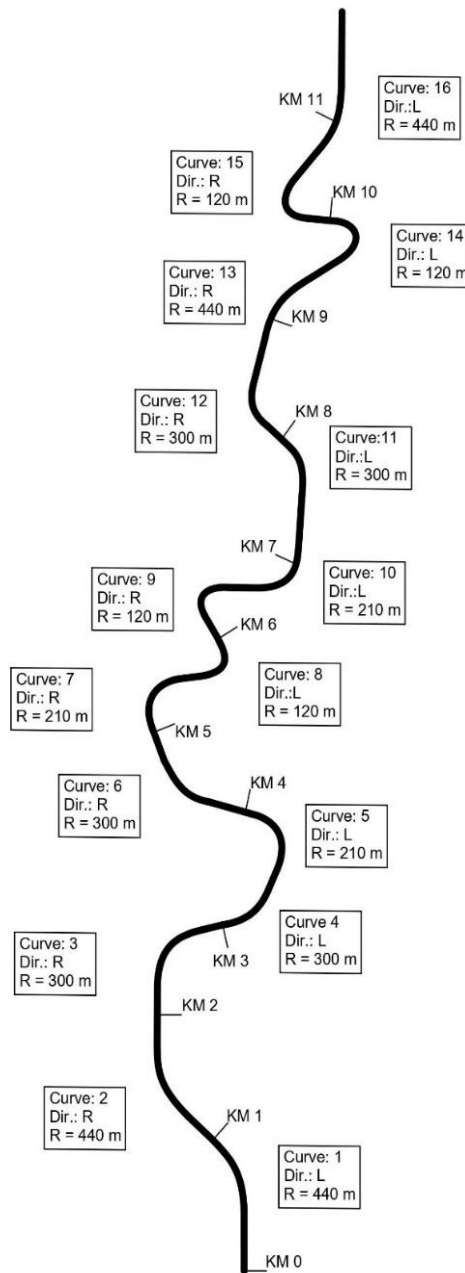 Curve: 16
Dir.:L
R = 440 m
KM 11
Curve: 15
Dir.: R
R = 120 m
KM 10
Curve: 14
Dir.: L
R = 120 m
Curve: 13
Dir.: R
R = 440 m
KM 9
Curve: 12
Dir.: R
R = 300 m
KM 8
Curve:11
Dir.:L
R = 300 m
KM 7
Curve: 9
Dir.: R
R = 120 m
Curve: 10
Dir.:L
R = 210 m
KM 6
Curve: 7
Dir.: R
R = 210 m
Curve: 8
Dir.:L
R = 120 m
KM 5
Curve: 6
Dir.: R
R = 300 m
KM 4
Curve: 5
Dir.: L
R = 210 m
Curve: 3
Dir.: R
R = 300 m
Curve 4
Dir.: L
R = 300 m
KM 3
KM 2
Curve: 2
Dir.: R
R = 440 m
KM 1
Curve: 1
Dir.: L
R = 440 m
KM 0